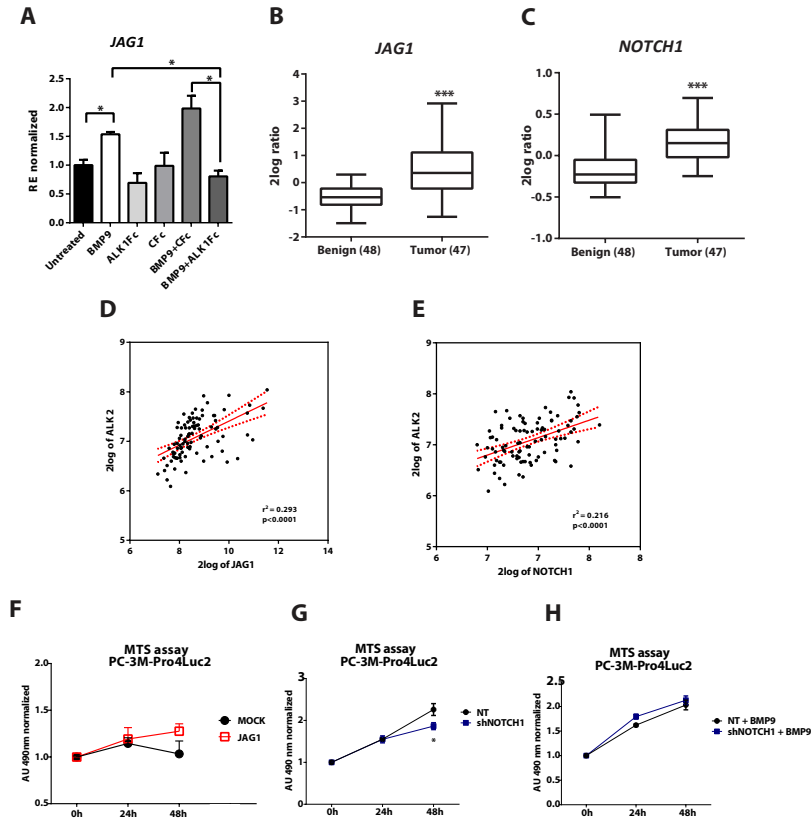 A
JAG1
RE normalized
2.5
2.0
1.5
1.0
0.5
0.0
*
*
*
Untreated
BMP9
ALK1Fc
CFc
BMP9+CFc
BMP9+ALK1Fc
B
JAG1
2log ratio
4
3
2
1
0
-1
-2
***
Benign (48)
Tumor (47)
C
NOTCH1
2log ratio
1.0
0.5
0.0
-0.5
-1.0
***
Benign (48)
Tumor (47)
D
2log of ALK2
9
8
7
6
5
6
8
10
12
14
r² = 0.293
p<0.0001
2log of JAG1
E
2log of ALK2
9
8
7
6
5
6
7
7
8
8
r² = 0.216
p<0.0001
2log of NOTCH1
F
MTS assay
PC-3M-Pro4Luc2
AU 490nm normalized
2.0
1.5
1.0
0.5
0h
24h
48h
MOCK
JAG1
G
MTS assay
PC-3M-Pro4Luc2
AU 490 nm normalized
3
2
1
0
0h
24h
48h
*
NT
shNOTCH1
H
MTS assay
PC-3M-Pro4Luc2
AU 490 nm normalized
2.5
2.0
1.5
1.0
0.5
0.0
0h
24h
48h
NT + BMP9
shNOTCH1 + BMP9